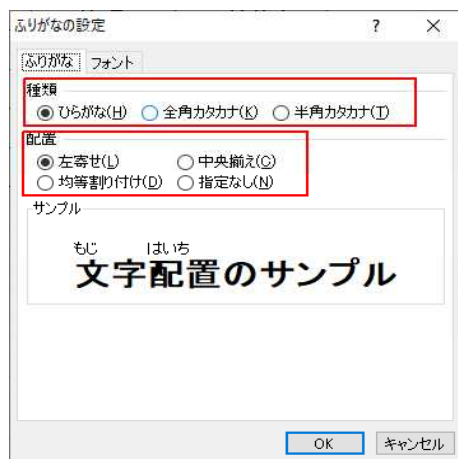 ふりがなの設定 ? ×
ふりがな フォント
種類
ひらがな(H) 全角カタカナ(K) 半角カタカナ(T)
配置
左寄せ(L) 中央揃え(C)
均等割り付け(D) 指定なし(N)
サンプル
もじ はいち
文字配置のサンプル
OK キャンセル